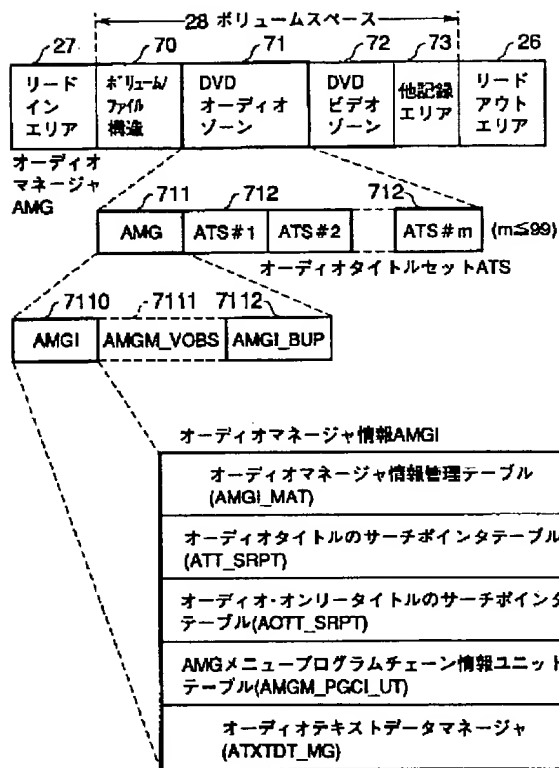 28 ボリュームスペース
27
70
71
72
73
26
リード
イン
エリア
ボリューム/
ファイル
構造
DVD
オーディオ
ゾーン
DVD
ビデオ
ゾーン
他記録
エリア
リード
アウト
エリア
オーディオ
マネージャ
AMG
711
712
712
AMG
ATS#1
ATS#2
ATS#m
(m≦99)
オーディオタイトルセットATS
7110
7111
7112
AMGI
AMGM_VOBS
AMGI_BUP
オーディオマネージャ情報AMGI
オーディオマネージャ情報管理テーブル
(AMGI_MAT)
オーディオタイトルのサーチポインタテーブル
(ATT_SRPT)
オーディオ・オンリータイトルのサーチポインタ
テーブル(AOTT_SRPT)
AMGメニュープログラムチェーン情報ユニット
テーブル(AMGM_PGCI_UT)
オーディオテキストデータマネージャ
(ATXTDT_MG)